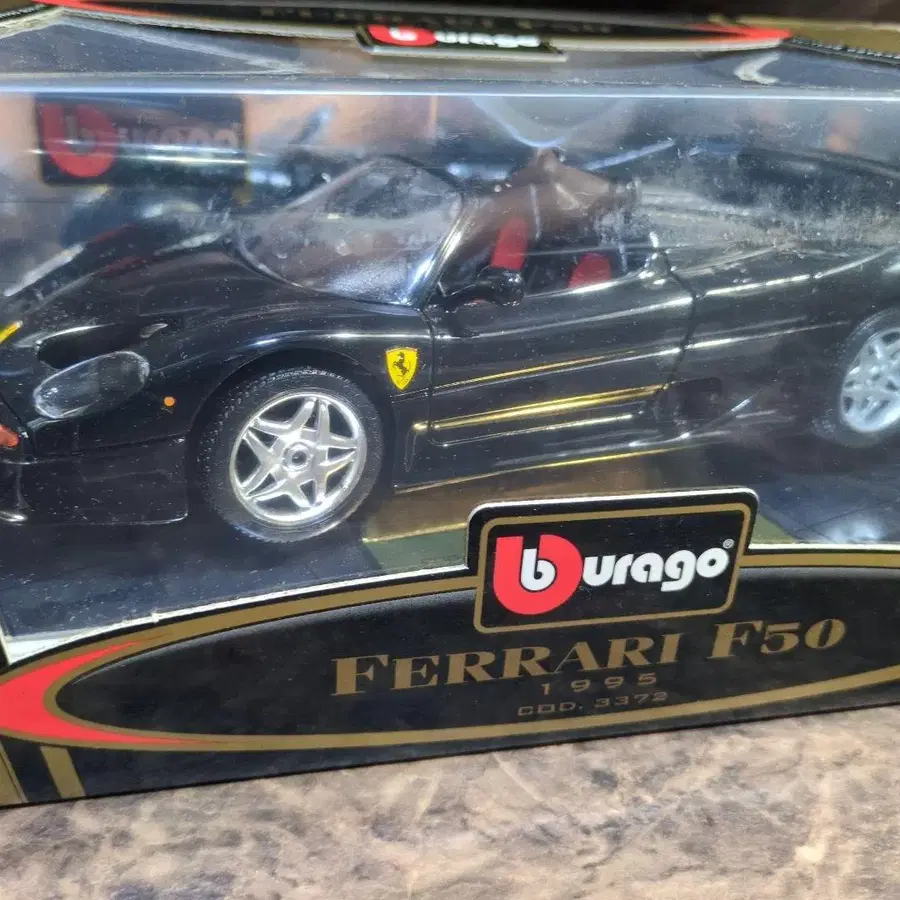 burago
burago
burago®
FERRARI F50
1995
COD. 3372